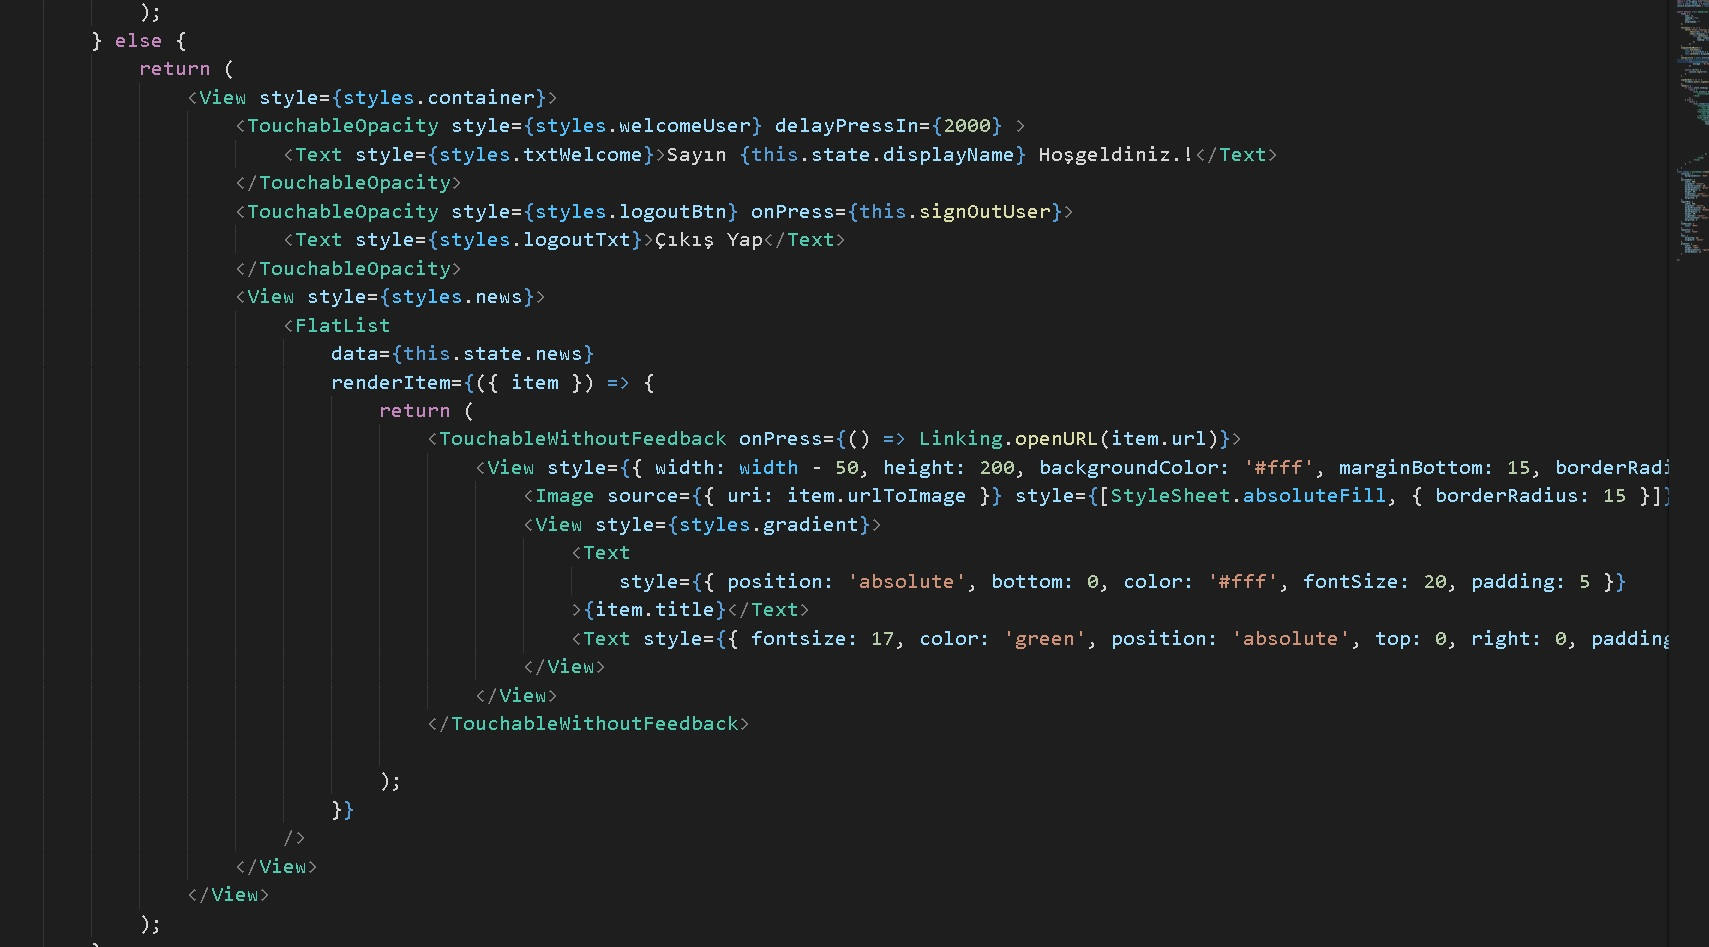 );
} else {
return (
<View style={styles.container}>
<TouchableOpacity style={styles.welcomeUser} delayPressIn={2000} >
<Text style={styles.txtWelcome}>Sayın {this.state.displayName} Hoşgeldiniz.!</Text>
</TouchableOpacity>
<TouchableOpacity style={styles.logoutBtn} onPress={this.signOutUser}>
<Text style={styles.logoutTxt}>Çıkış Yap</Text>
</TouchableOpacity>
<View style={styles.news}>
<FlatList
data={this.state.news}
renderItem={({ item }) => {
return (
<TouchableWithoutFeedback onPress={() => Linking.openURL(item.url)}>
<View style={{ width: width - 50, height: 200, backgroundColor: '#fff', marginBottom: 15, borderRadi
<Image source={{ uri: item.urlToImage }} style={[StyleSheet.absoluteFill, { borderRadius: 15 }]}
<View style={styles.gradient}>
<Text
style={{ position: 'absolute', bottom: 0, color: '#fff', fontSize: 20, padding: 5 }}
>{item.title}</Text>
<Text style={{ fontsize: 17, color: 'green', position: 'absolute', top: 0, right: 0, padding
</View>
</View>
</TouchableWithoutFeedback>
);
}}
/>
</View>
</View>
);